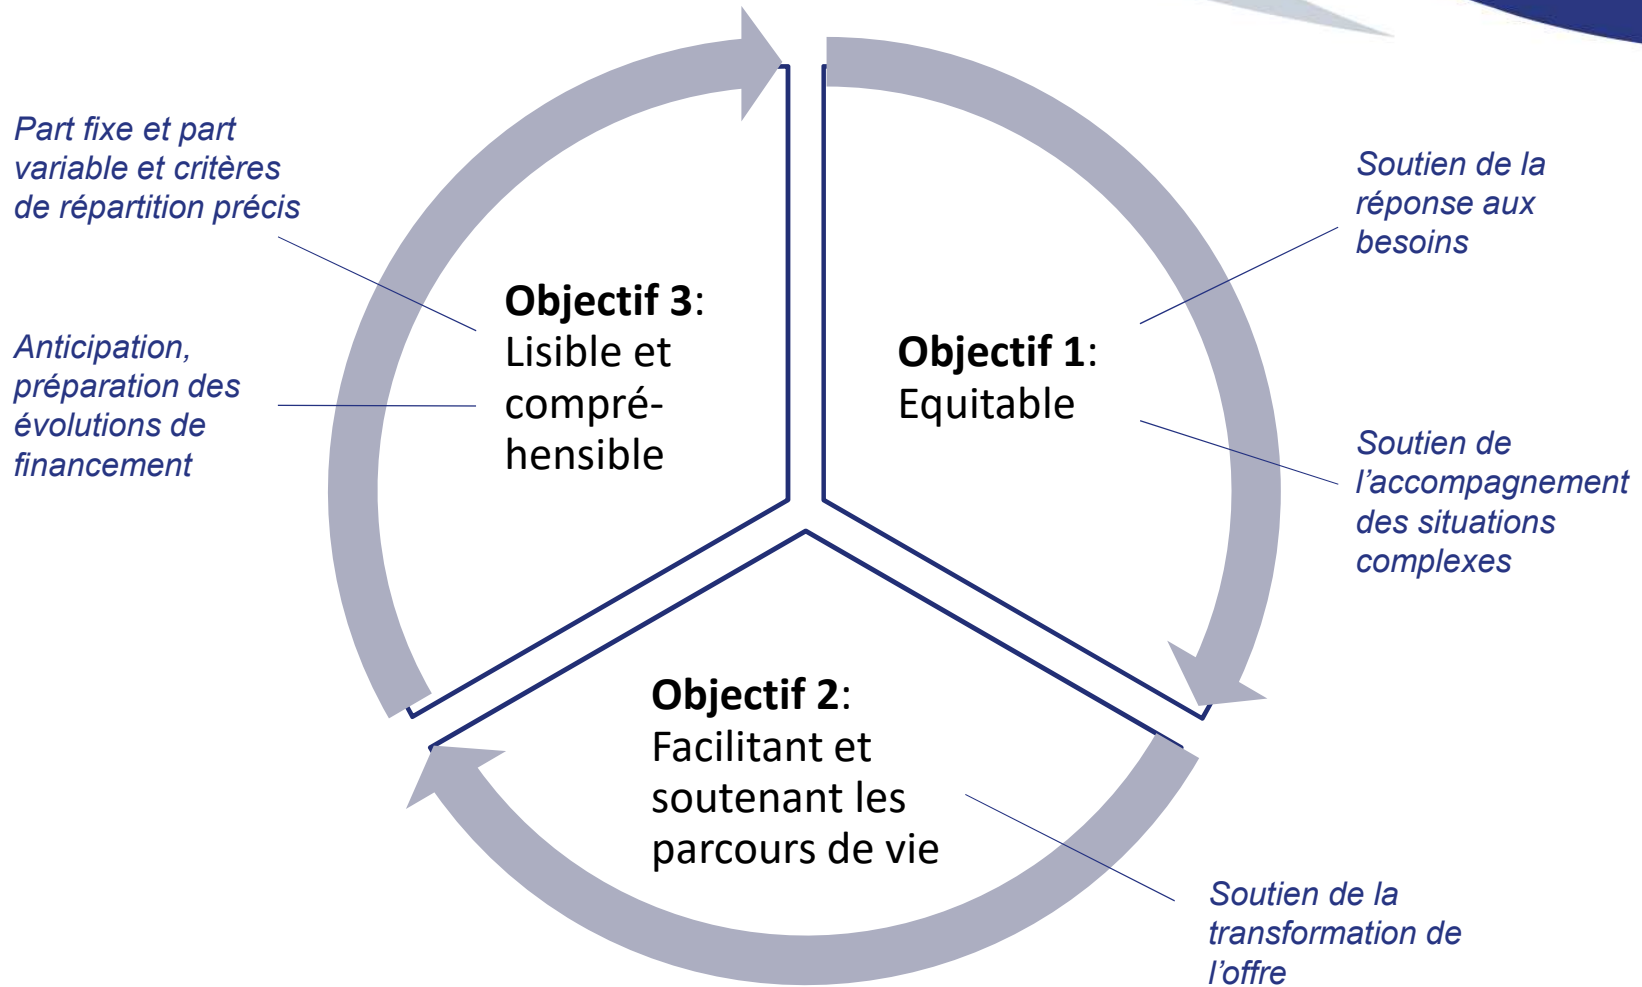 Part fixe et part
variable et critères
de répartition précis
Anticipation,
préparation des
évolutions de
financement
Objectif 3:
Lisible et
compré-
hensible
Objectif 1:
Equitable
Soutien de la
réponse aux
besoins
Soutien de
l’accompagnement
des situations
complexes
Objectif 2:
Facilitant et
soutenant les
parcours de vie
Soutien de la
transformation de
l’offre